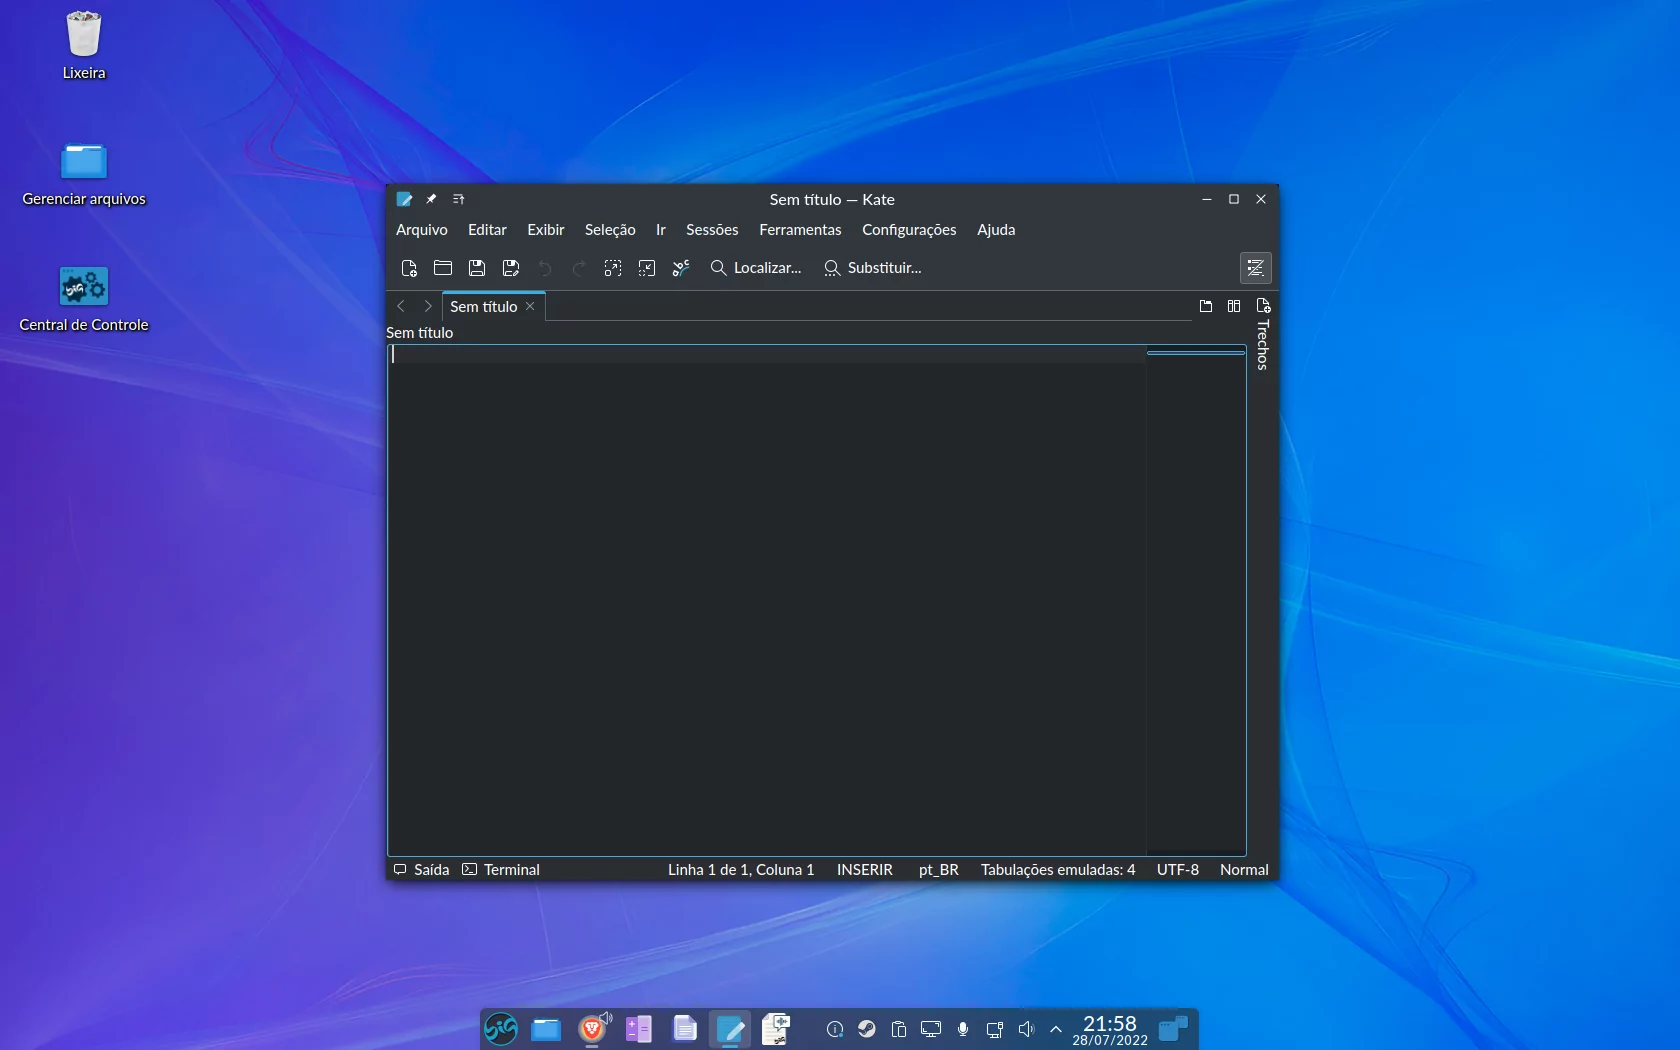 Lixeira
Gerenciar arquivos
Central de Controle
Sem título — Kate
Arquivo Editar Exibir Seleção Ir Sessões Ferramentas Configurações Ajuda
Localizar... Substituir...
Sem título
Sem título
Trechos
Saída Terminal Linha 1 de 1, Coluna 1 INSERIR pt_BR Tabulações emuladas: 4 UTF-8 Normal
21:58
28/07/2022